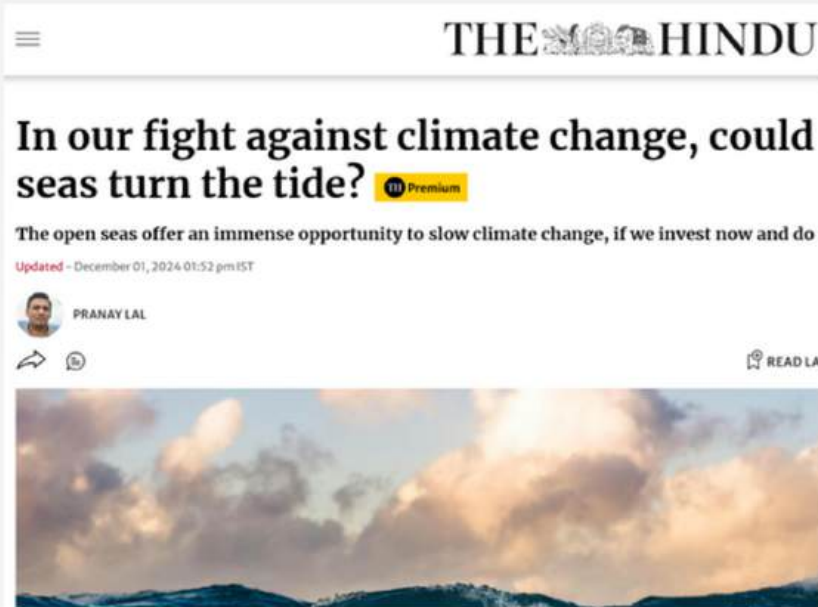 THE HINDU
In our fight against climate change, could
seas turn the tide? Premium
The open seas offer an immense opportunity to slow climate change, if we invest now and do
Updated - December 01, 2024 01:52 pm IST
PRANAY LAL
READ LA